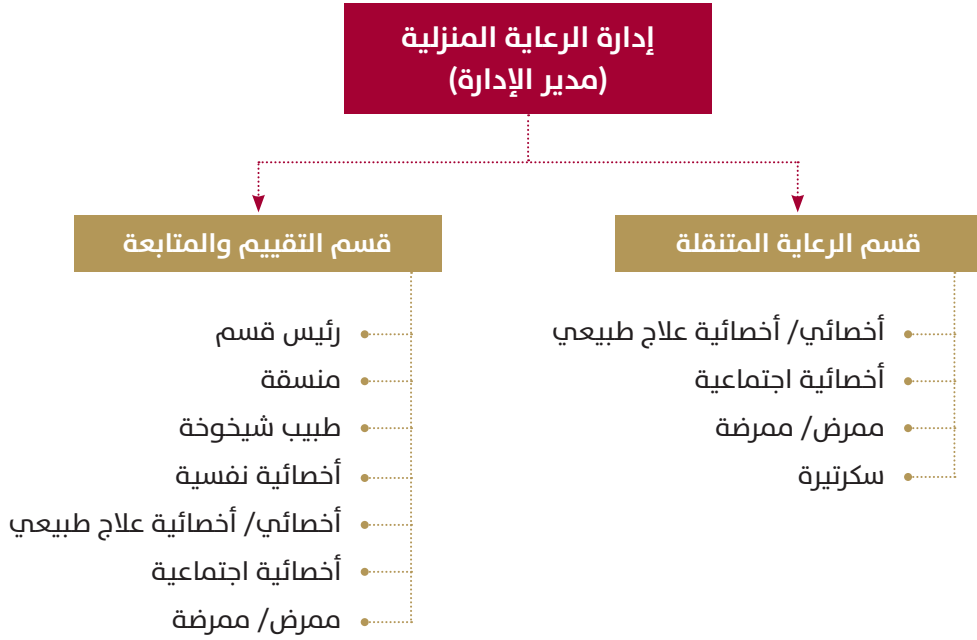 إدارة الرعاية المنزلية
(مدير الإدارة)
قسم الرعاية المتنقلة
أخصائي/ أخصائية علاج طبيعي
أخصائية اجتماعية
ممرض/ ممرضة
سكرتيرة
قسم التقييم والمتابعة
رئيس قسم
منسقة
طبيب شيخوخة
أخصائية نفسية
أخصائي/ أخصائية علاج طبيعي
أخصائية اجتماعية
ممرض/ ممرضة